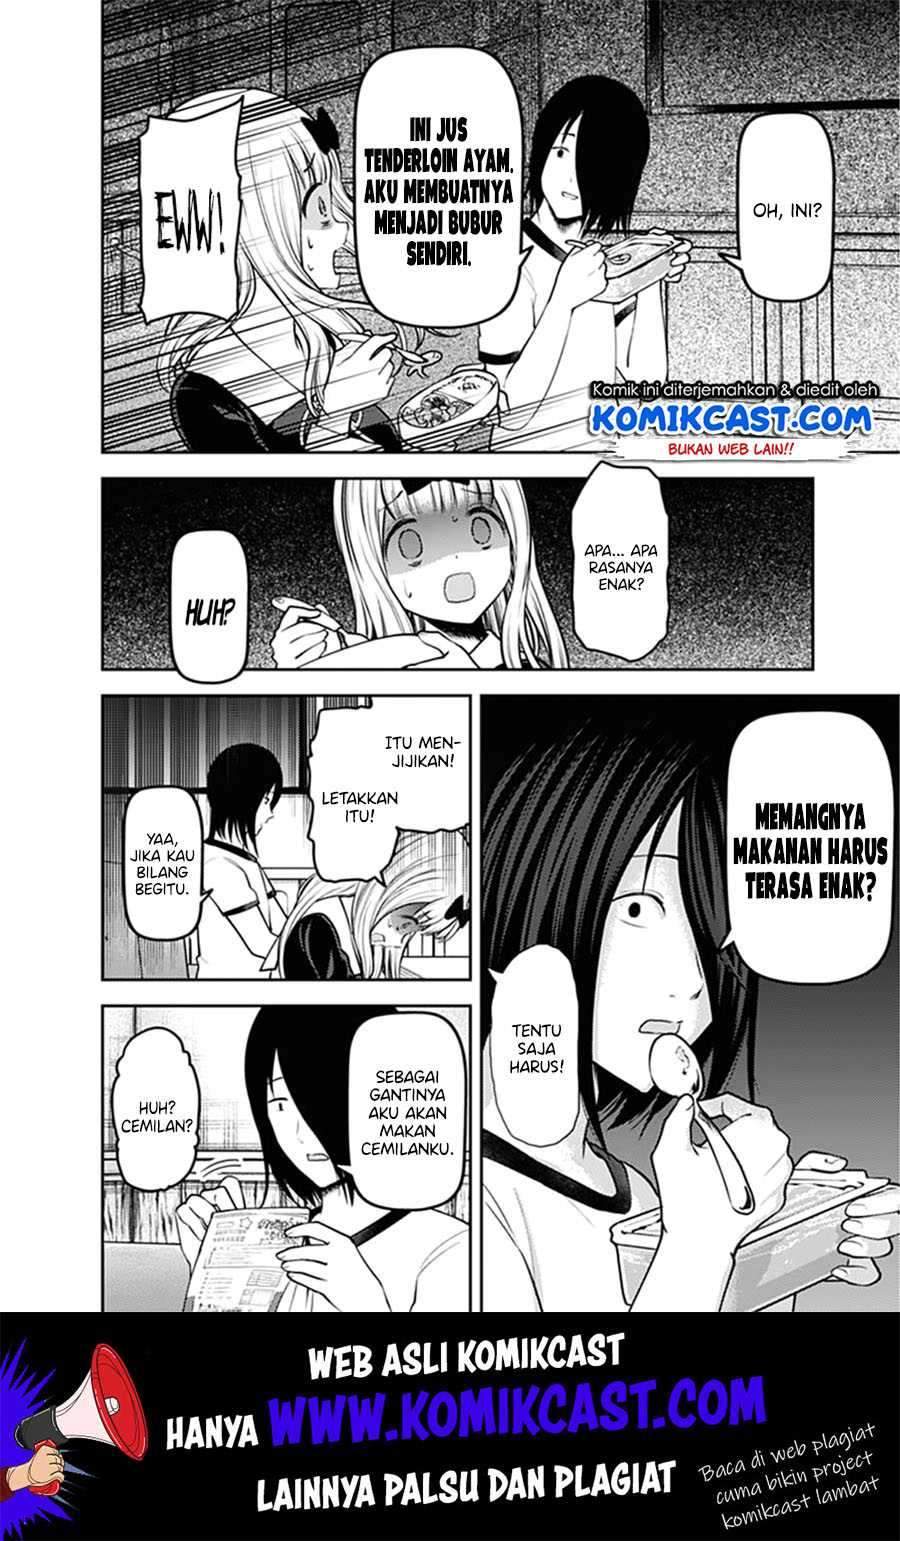 OH, INI?
INI JUS
TENDERLOIN AYAM.
AKU MEMBUATNYA
MENJADI BUBUR
SENDIRI.
EWW!
Komik ini diterjemahkan & diedit oleh
KOMIKCAST.COM
BUKAN WEB LAIN!!
APA... APA
RASANYA
ENAK?
HUH?
MEMANGNYA
MAKANAN HARUS
TERASA ENAK?
TENTU
SAJA
HARUS!
ITU MEN-
JIJIKAN!
LETAKKAN
ITU!
YAA,
JIKA KAU
BILANG
BEGITU.
SEBAGAI
GANTINYA
AKU AKAN
MAKAN
CEMILANKU.
HUH?
CEMILAN?
WEB ASLI KOMIKCAST
HANYA WWW.KOMIKCAST.COM
LAINNYA PALSU DAN PLAGIAT
Baca di web plagiat
cuma bikin project
komikcast lambat